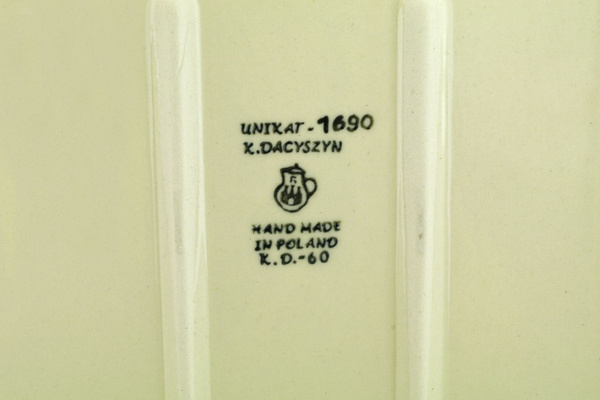 UNIKAT - 1690
K. DACYSZYN
HAND MADE
IN POLAND
K. D. - 60